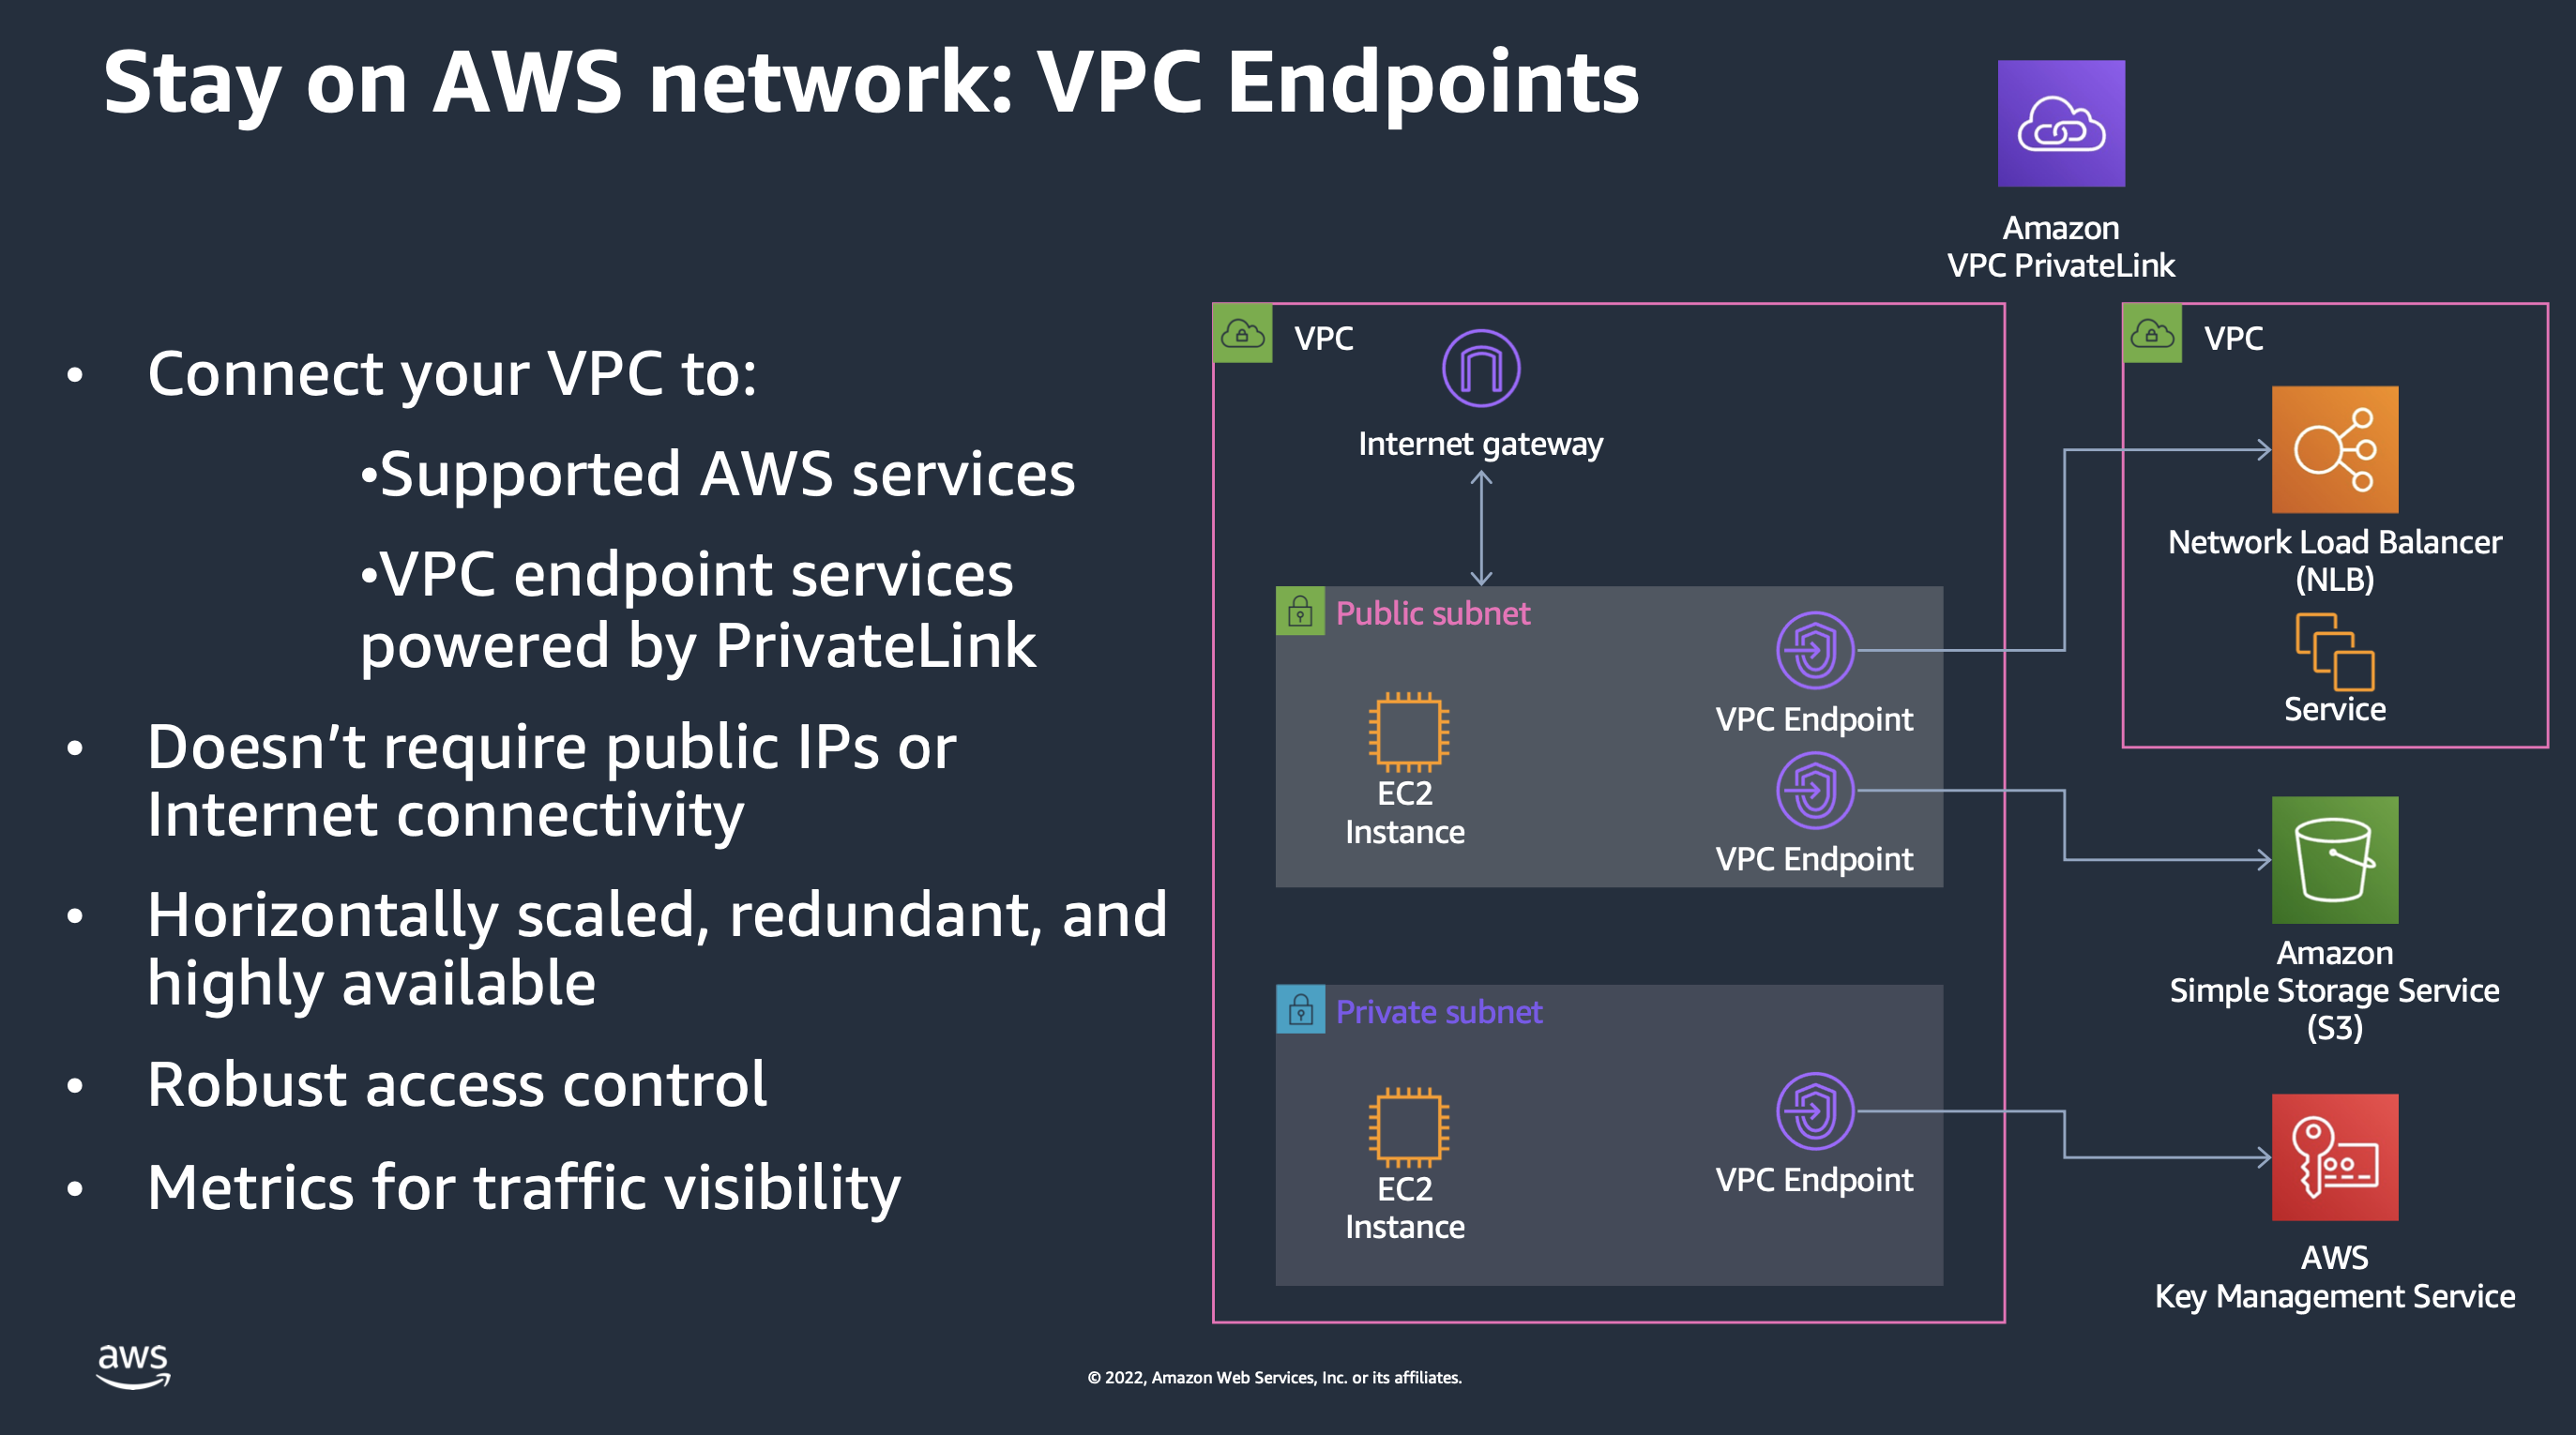 Stay on AWS network: VPC Endpoints
Amazon
VPC PrivateLink
• Connect your VPC to:
•Supported AWS services
•VPC endpoint services
powered by PrivateLink
• Doesn’t require public IPs or
Internet connectivity
• Horizontally scaled, redundant, and
highly available
• Robust access control
• Metrics for traffic visibility
VPC
Internet gateway
Public subnet
EC2
Instance
VPC Endpoint
VPC Endpoint
Private subnet
EC2
Instance
VPC Endpoint
VPC
Network Load Balancer
(NLB)
Service
Amazon
Simple Storage Service
(S3)
AWS
Key Management Service
aws
© 2022, Amazon Web Services, Inc. or its affiliates.